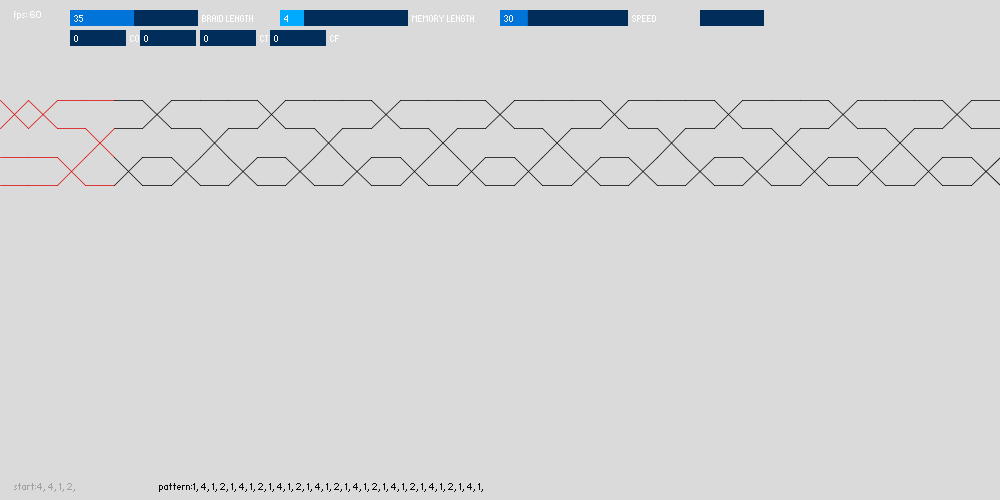 fps: 60
35 BRAID LENGTH 4 MEMORY LENGTH 30 SPEED
0 C0 0 0 C1 0 CF
start:4, 4, 1, 2, pattern:1, 4, 1, 2, 1, 4, 1, 2, 1, 4, 1, 2, 1, 4, 1, 2, 1, 4, 1, 2, 1, 4, 1, 2, 1, 4, 1, 2, 1, 4, 1,